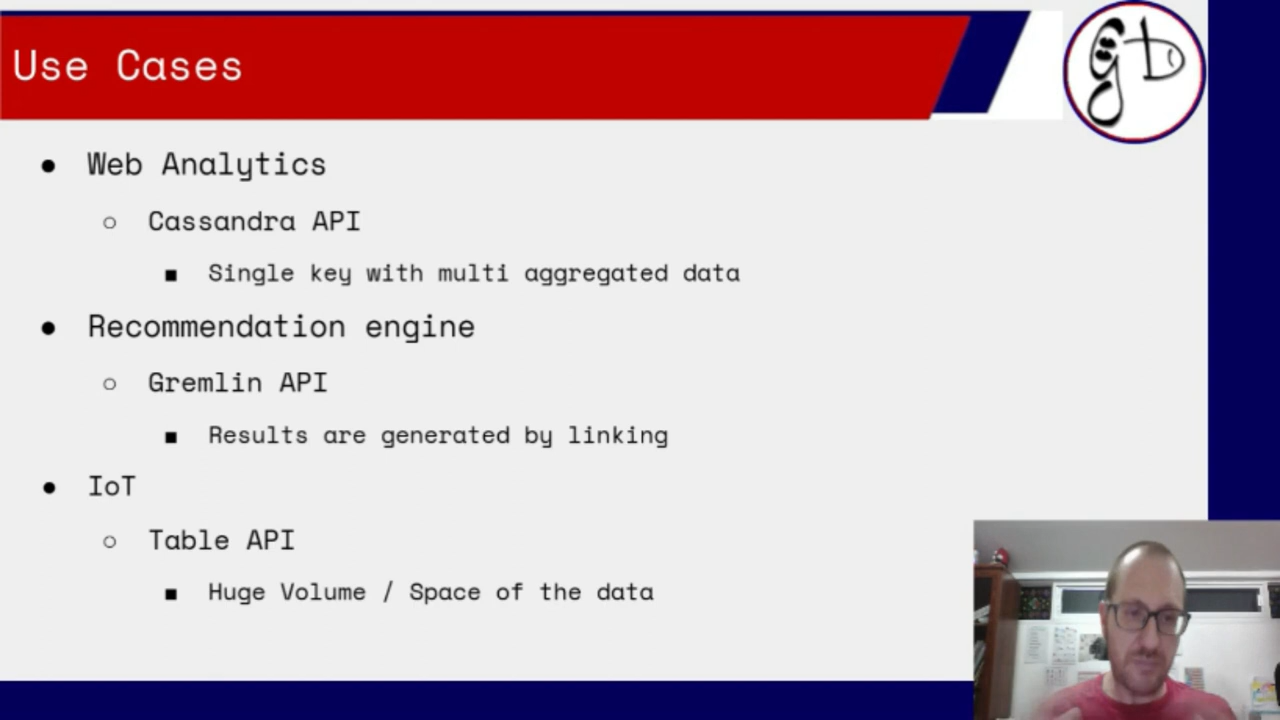 Use Cases
● Web Analytics
○ Cassandra API
■ Single key with multi aggregated data
● Recommendation engine
○ Gremlin API
■ Results are generated by linking
● IoT
○ Table API
■ Huge Volume / Space of the data